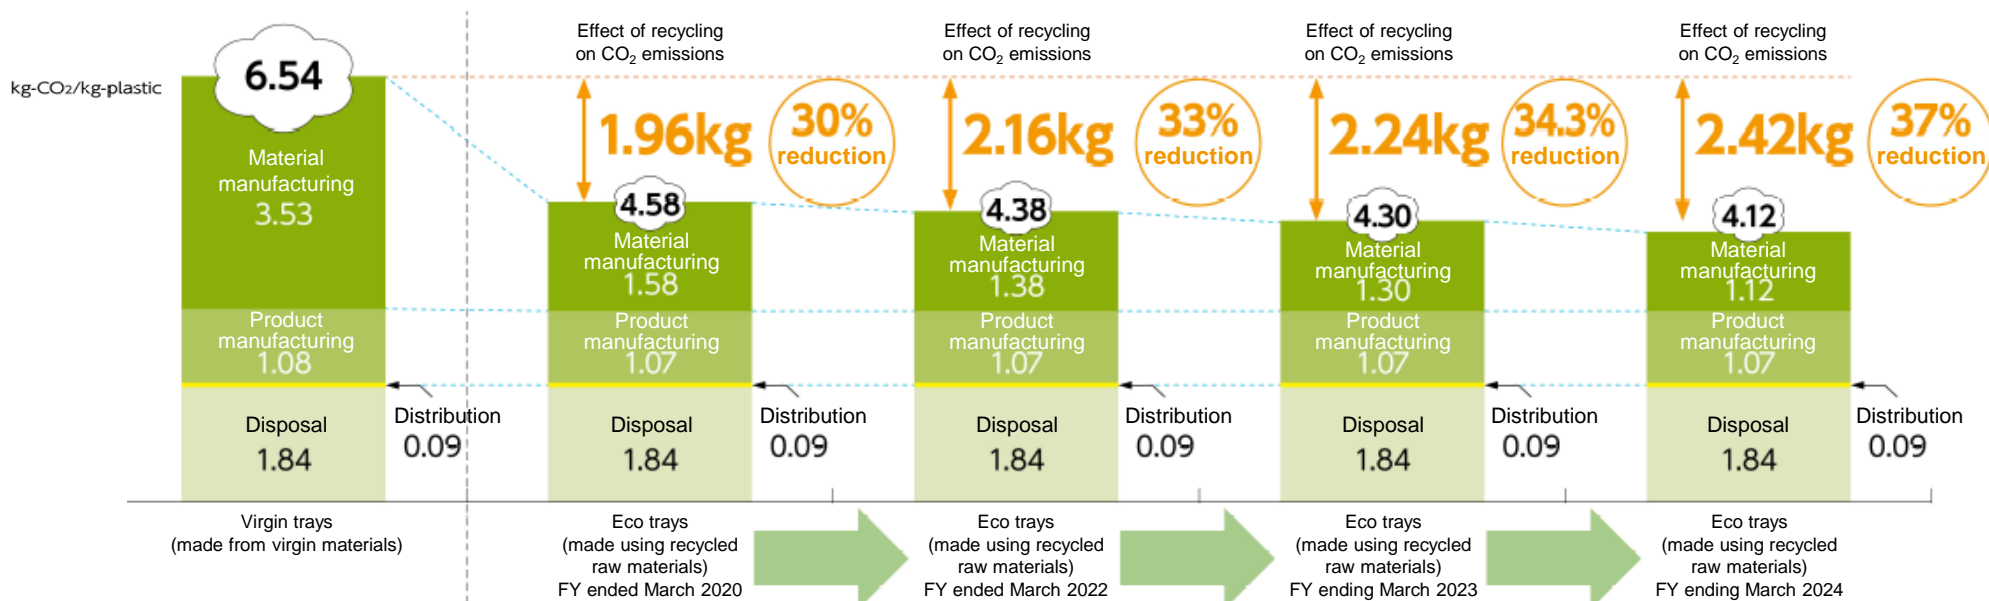 kg-CO₂/kg-plastic
6.54
Material
manufacturing
3.53
Product
manufacturing
1.08
Disposal
1.84
Distribution
0.09
Virgin trays
(made from virgin materials)
Effect of recycling
on CO₂ emissions
1.96kg
30%
reduction
4.58
Material
manufacturing
1.58
Product
manufacturing
1.07
Disposal
1.84
Distribution
0.09
Eco trays
(made using recycled
raw materials)
FY ended March 2020
Effect of recycling
on CO₂ emissions
2.16kg
33%
reduction
4.38
Material
manufacturing
1.38
Product
manufacturing
1.07
Disposal
1.84
Distribution
0.09
Eco trays
(made using recycled
raw materials)
FY ended March 2022
Effect of recycling
on CO₂ emissions
2.24kg
34.3%
reduction
4.30
Material
manufacturing
1.30
Product
manufacturing
1.07
Disposal
1.84
Distribution
0.09
Eco trays
(made using recycled
raw materials)
FY ending March 2023
Effect of recycling
on CO₂ emissions
2.42kg
37%
reduction
4.12
Material
manufacturing
1.12
Product
manufacturing
1.07
Disposal
1.84
Distribution
0.09
Eco trays
(made using recycled
raw materials)
FY ending March 2024